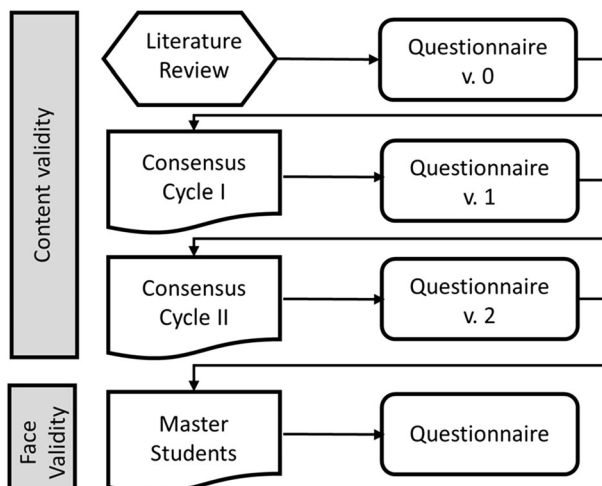 Content validity
Literature
Review
Questionnaire
v. 0
Consensus
Cycle I
Questionnaire
v. 1
Consensus
Cycle II
Questionnaire
v. 2
Face
Validity
Master
Students
Questionnaire